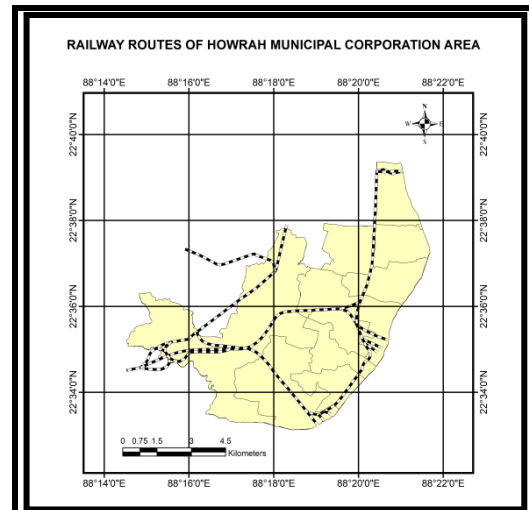 RAILWAY ROUTES OF HOWRAH MUNICIPAL CORPORATION AREA
88°14'0"E 88°16'0"E 88°18'0"E 88°20'0"E 88°22'0"E
N
W E
S
22°40'0"N 22°40'0"N
22°38'0"N 22°38'0"N
22°36'0"N 22°36'0"N
22°34'0"N 22°34'0"N
0 0.75 1.5 3 4.5
Kilometers
88°14'0"E 88°16'0"E 88°18'0"E 88°20'0"E 88°22'0"E